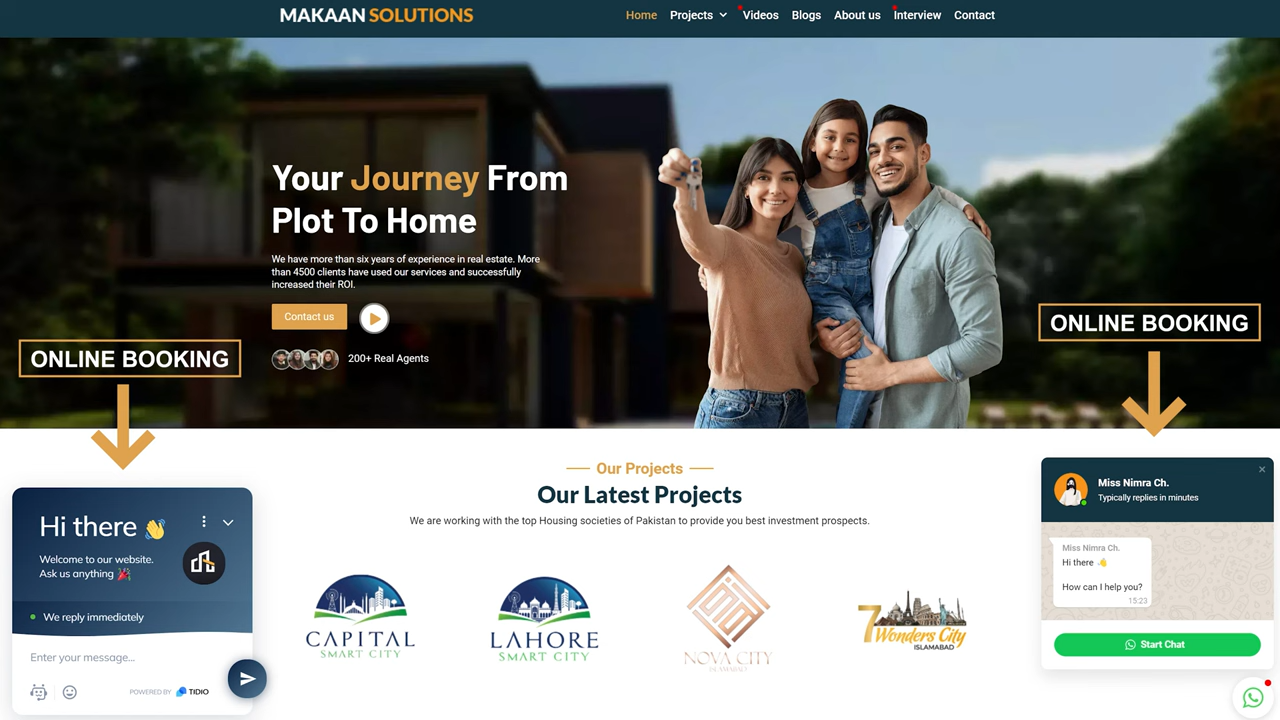 MAKAAN SOLUTIONS
Home Projects Videos Blogs About us Interview Contact
Your Journey From
Plot To Home
We have more than six years of experience in real estate. More
than 4500 clients have used our services and successfully
increased their ROI.
Contact us
200+ Real Agents
ONLINE BOOKING
ONLINE BOOKING
Our Projects
Our Latest Projects
We are working with the top Housing societies of Pakistan to provide you best investment prospects.
CAPITAL
SMART CITY
LAHORE
SMART CITY
NOVA CITY
ISLAMABAD
7 Wonders City
ISLAMABAD
Hi there 👋
Welcome to our website.
Ask us anything 🎉
We reply immediately
Enter your message...
POWERED BY TIDIO
Miss Nimra Ch.
Typically replies in minutes
Miss Nimra Ch.
Hi there 👋
How can I help you?
15:23
Start Chat